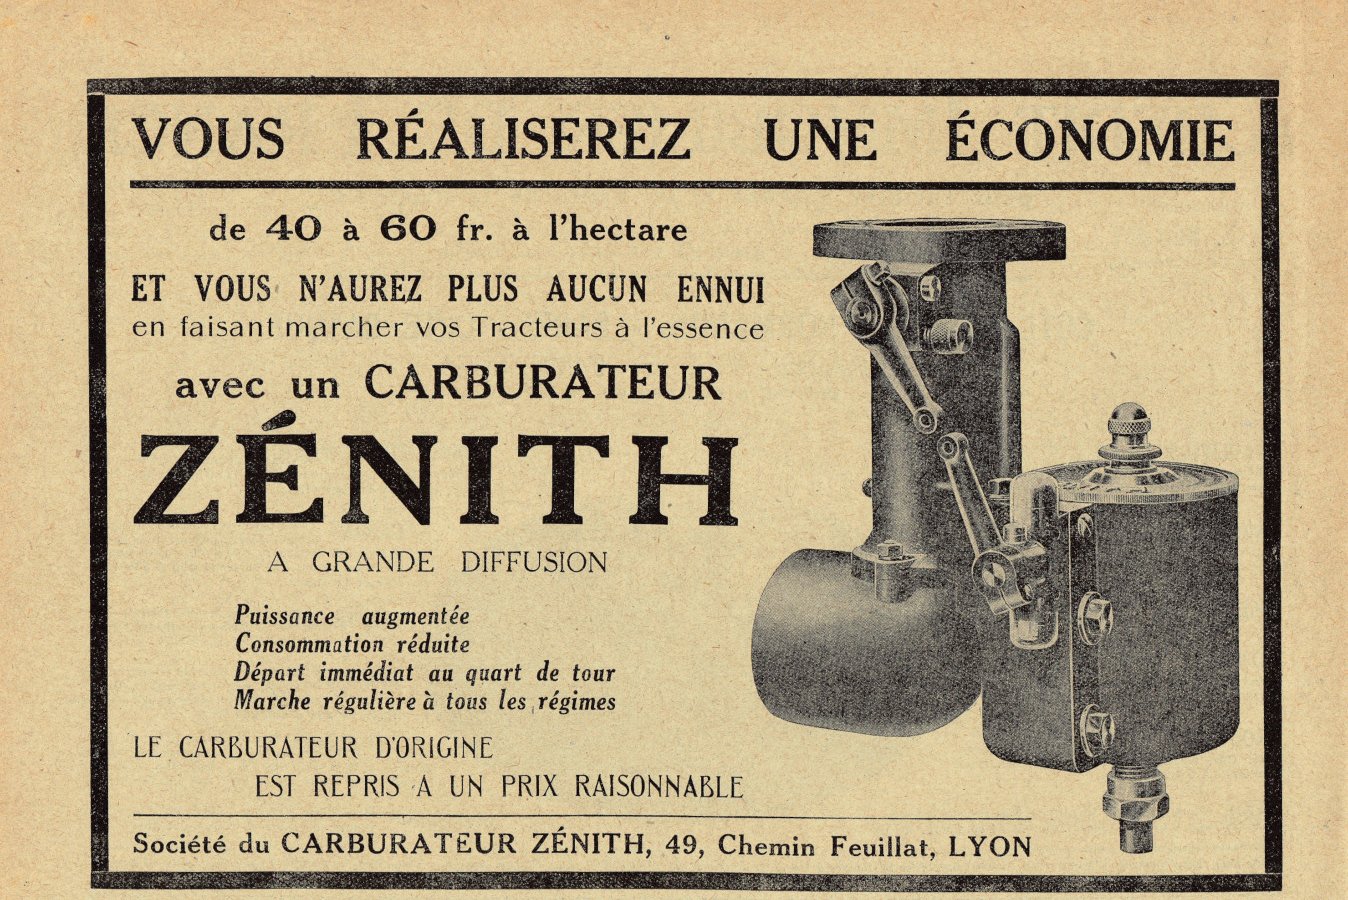 VOUS RÉALISEREZ UNE ÉCONOMIE
de 40 à 60 fr. à l'hectare
ET VOUS N'AUREZ PLUS AUCUN ENNUI
en faisant marcher vos Tracteurs à l'essence
avec un CARBURATEUR
ZÉNITH
A GRANDE DIFFUSION
Puissance augmentée
Consommation réduite
Départ immédiat au quart de tour
Marche régulière à tous les régimes
LE CARBURATEUR D'ORIGINE
EST REPRIS A UN PRIX RAISONNABLE
Société du CARBURATEUR ZÉNITH, 49, Chemin Feuillat, LYON